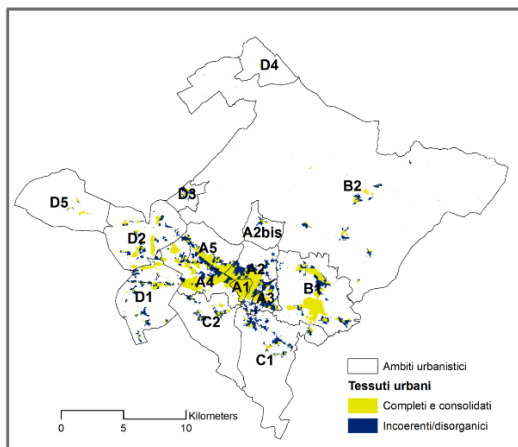 D4
B2
D5
D3
A2bis
D2
A5
A2
A4
A1
B1
D1
A3
C2
C1
Ambiti urbanistici
Tessuti urbani
Completi e consolidati
Incoerenti/disorganici
Kilometers
0 5 10